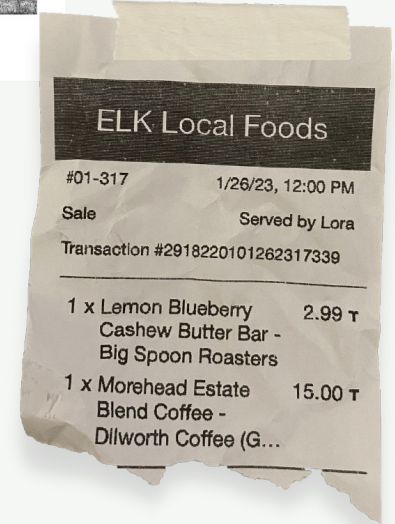 ELK Local Foods
#01-317 1/26/23, 12:00 PM
Sale Served by Lora
Transaction #2918220101262317339
1 x Lemon Blueberry 2.99 T
Cashew Butter Bar -
Big Spoon Roasters
1 x Morehead Estate 15.00 T
Blend Coffee -
Dilworth Coffee (G...